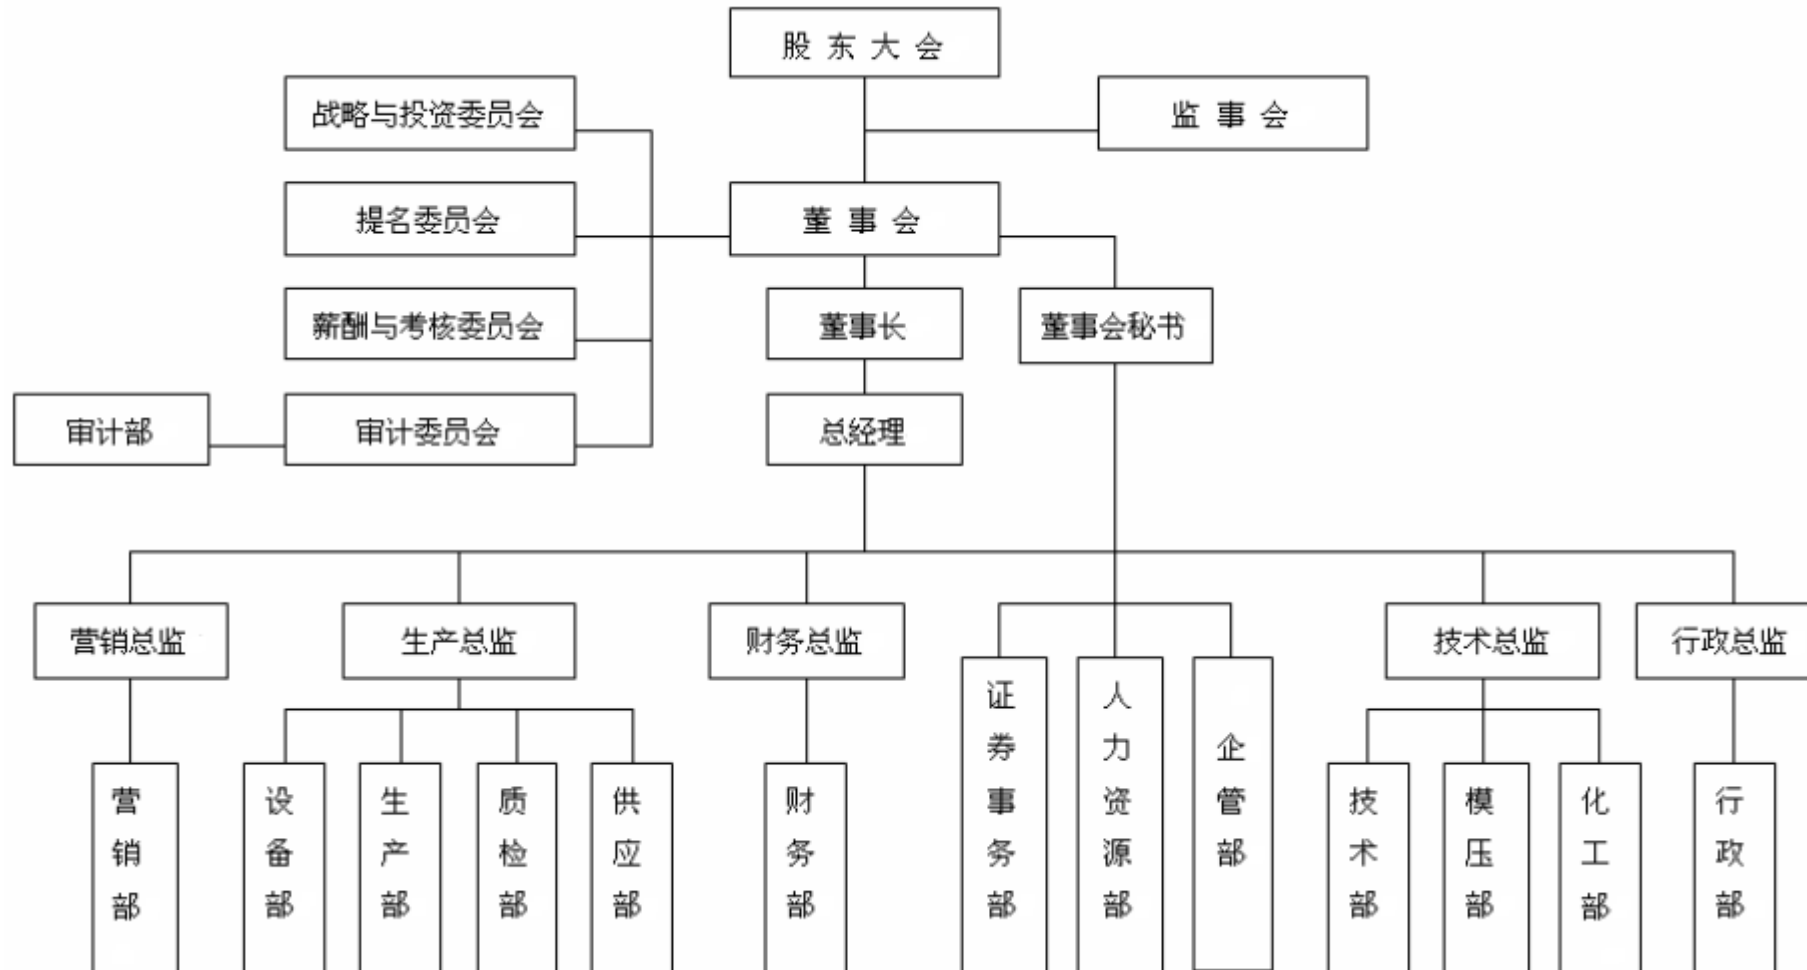 股东大会
战略与投资委员会
监事会
提名委员会
董事会
薪酬与考核委员会
董事长
董事会秘书
审计部
审计委员会
总经理
营销总监
生产总监
财务总监
技术总监
行政总监
营销部
设备部
生产部
质检部
供应部
财务部
证券事务部
人力资源部
企管部
技术部
模压部
化工部
行政部